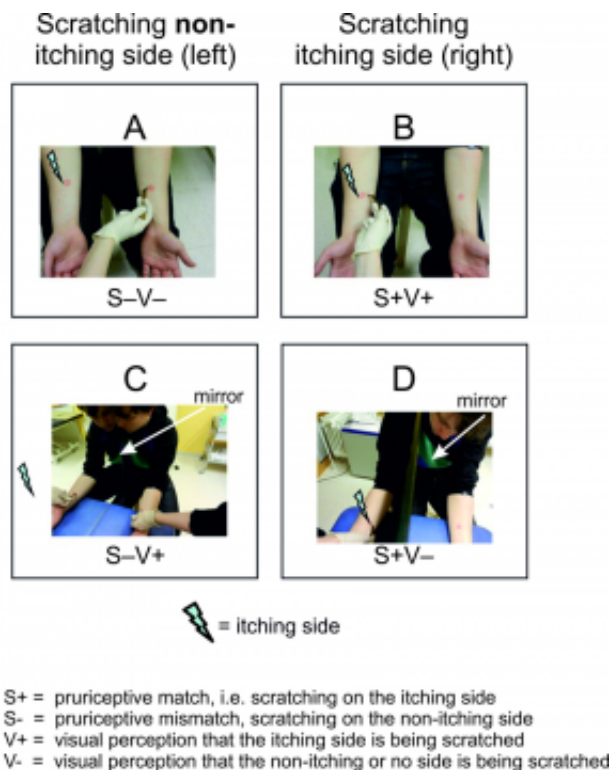 Scratching non-
itching side (left)
Scratching
itching side (right)
A
S–V–
B
S+V+
C
mirror
S–V+
D
mirror
S+V–
= itching side
S+ = pruriceptive match, i.e. scratching on the itching side
S- = pruriceptive mismatch, scratching on the non-itching side
V+ = visual perception that the itching side is being scratched
V- = visual perception that the non-itching or no side is being scratched